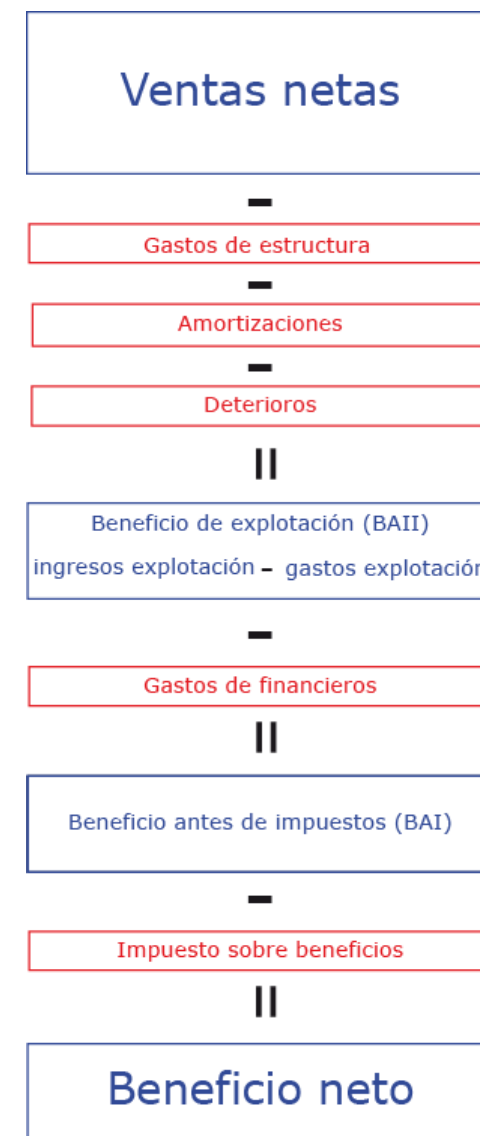 Ventas netas
-
Gastos de estructura
-
Amortizaciones
-
Deterioros
=
Beneficio de explotación (BAII)
ingresos explotación - gastos explotación
-
Gastos de financieros
=
Beneficio antes de impuestos (BAI)
-
Impuesto sobre beneficios
=
Beneficio neto